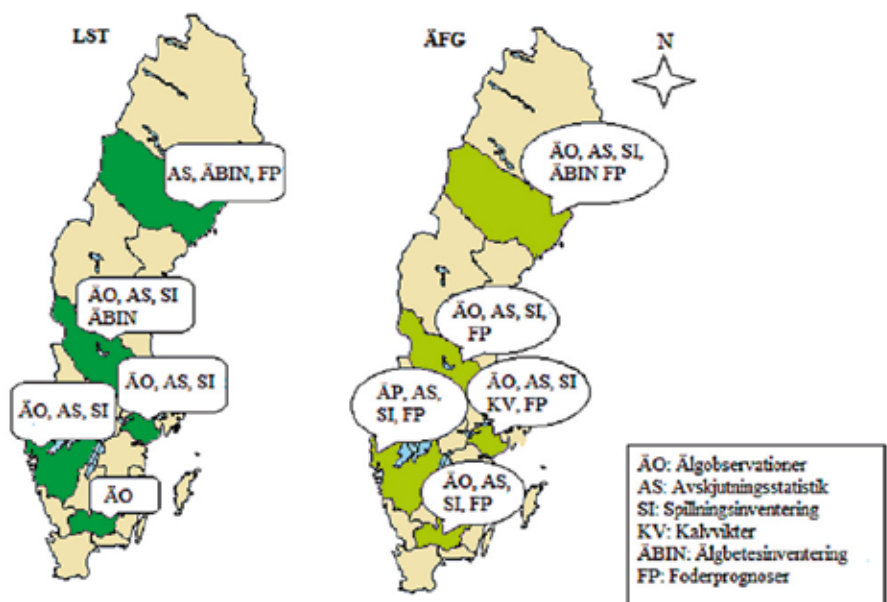 LST
AS, ÄBIN, FP
ÄO, AS, SI
ÄBIN
ÄO, AS, SI
ÄO, AS, SI
ÄO
ÄFG
N
ÄO, AS, SI,
ÄBIN FP
ÄO, AS, SI,
FP
ÄP, AS,
SI, FP
ÄO, AS, SI
KV, FP
ÄO, AS,
SI, FP
ÄO: Älgobservationer
AS: Avskjutningsstatistik
SI: Spillningsinventering
KV: Kalvvikter
ÄBIN: Älgbetesinventering
FP: Foderprognoser